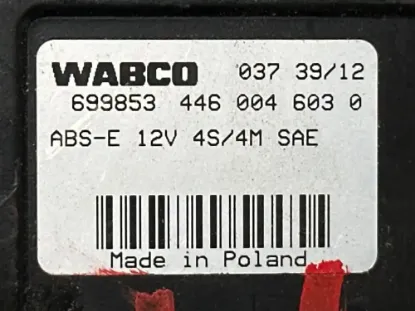 WABCO 037 39/12
699853 446 004 603 0
ABS-E 12V 4S/4M SAE
Made in Poland